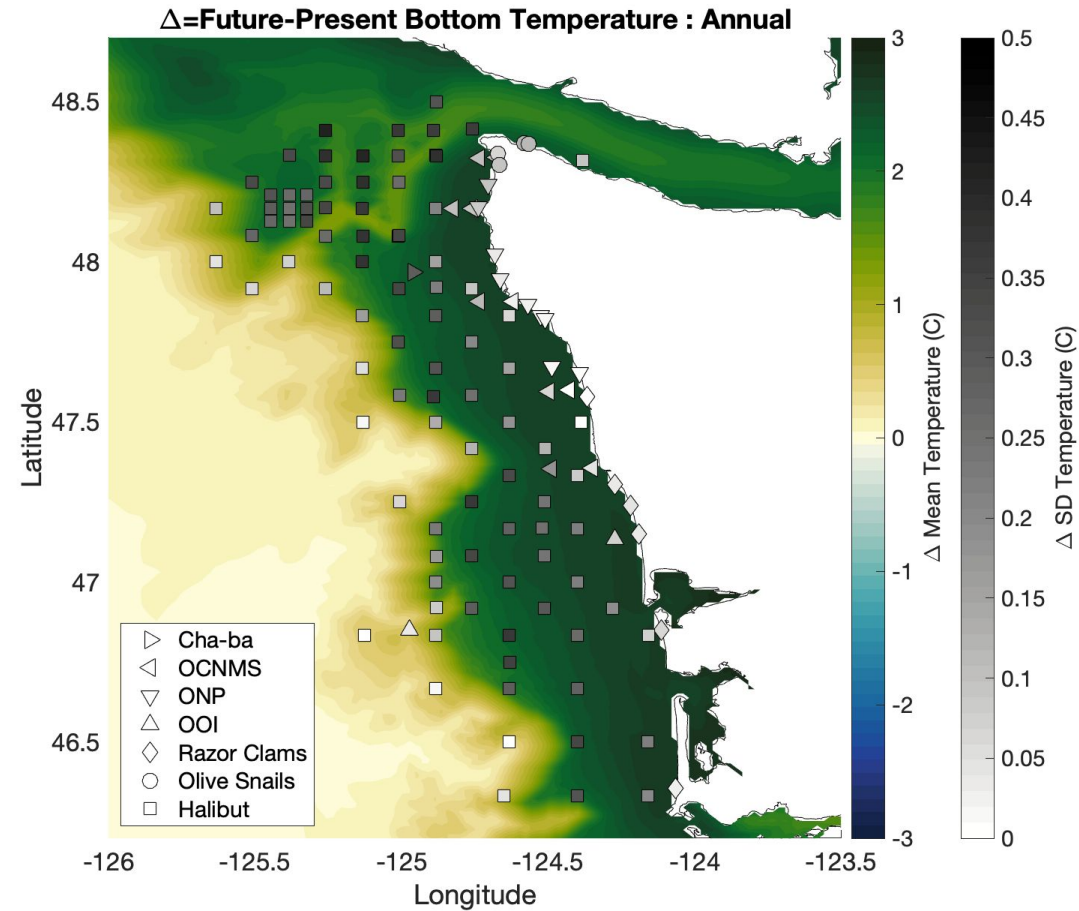 Δ=Future-Present Bottom Temperature : Annual
48.5
48
47.5
47
46.5
Latitude
-126
-125.5
-125
-124.5
-124
-123.5
Longitude
Cha-ba
OCNMS
ONP
OOI
Razor Clams
Olive Snails
Halibut
3
2
1
0
-1
-2
-3
Δ Mean Temperature (C)
0.5
0.45
0.4
0.35
0.3
0.25
0.2
0.15
0.1
0.05
0
Δ SD Temperature (C)